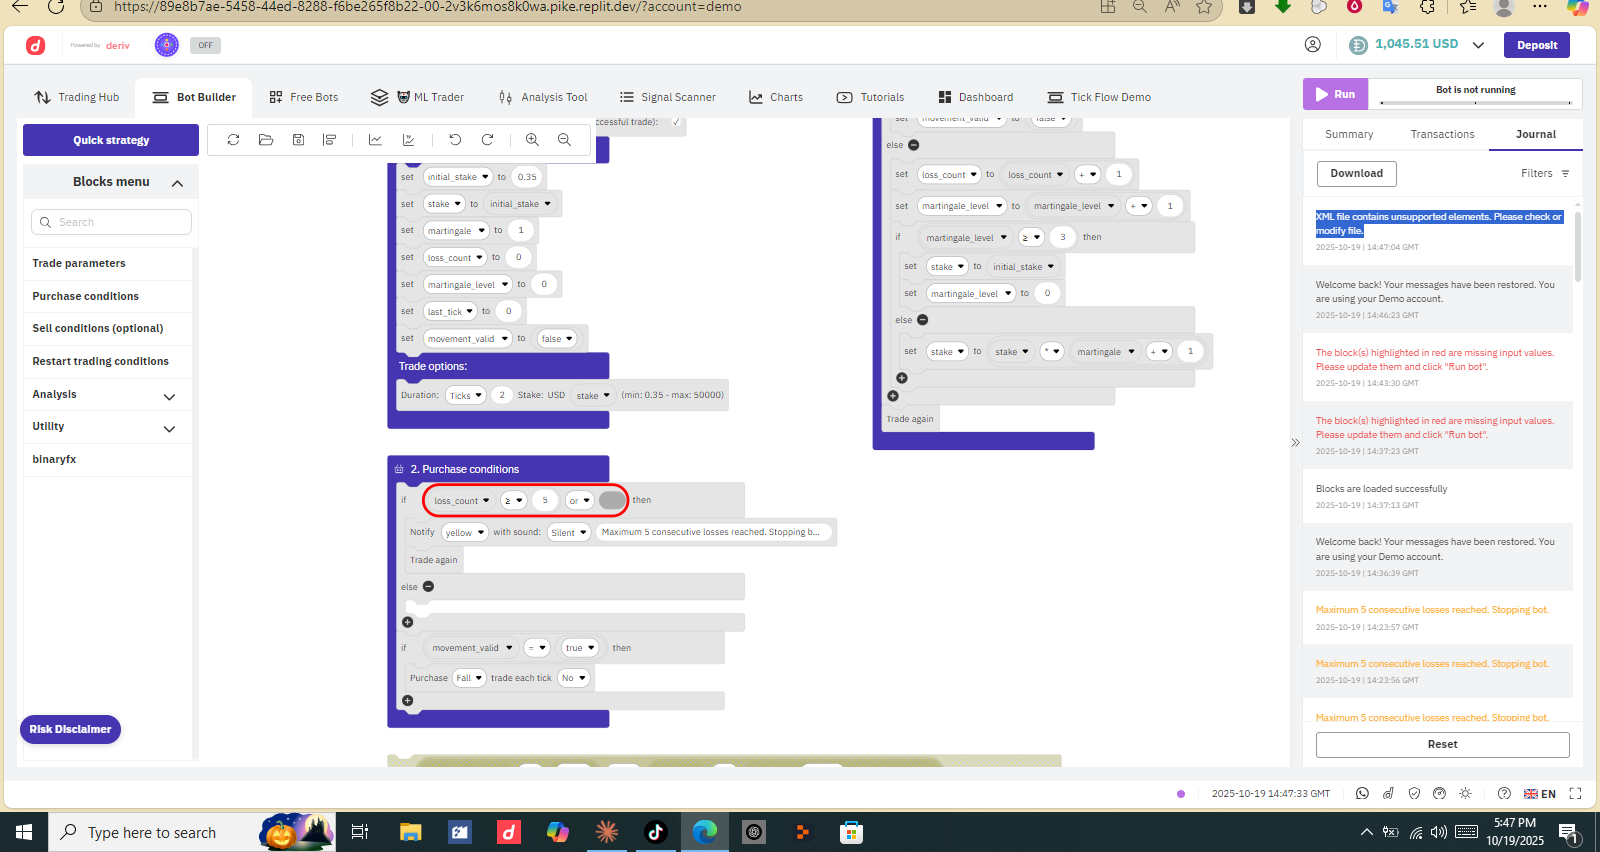 https://89e8b7ae-5458-44ed-8288-f6be265f8b22-00-2v3k6mos8k0wa.pike.replit.dev/?account=demo
Powered by deriv OFF 1,045.51 USD Deposit
Trading Hub Bot Builder Free Bots ML Trader Analysis Tool Signal Scanner Charts Tutorials Dashboard Tick Flow Demo
Run Bot is not running
Quick strategy
Blocks menu
Search
Trade parameters
Purchase conditions
Sell conditions (optional)
Restart trading conditions
Analysis
Utility
binaryfx
Risk Disclaimer
ccessful trade):
set initial_stake to 0.35
set stake to initial_stake
set martingale to 1
set loss_count to 0
set martingale_level to 0
set last_tick to 0
set movement_valid to false
Trade options:
Duration: Ticks 2 Stake: USD stake (min: 0.35 - max: 50000)
2. Purchase conditions
if loss_count ≥ 5 or then
Notify yellow with sound: Silent Maximum 5 consecutive losses reached. Stopping b...
Trade again
else
if movement_valid = true then
Purchase Fall trade each tick No
set movement_valid to false
else
set loss_count to loss_count + 1
set martingale_level to martingale_level + 1
if martingale_level ≥ 3 then
set stake to initial_stake
set martingale_level to 0
else
set stake to stake * martingale + 1
Trade again
Summary Transactions Journal
Download Filters
XML file contains unsupported elements. Please check or
modify file.
2025-10-19 | 14:47:04 GMT
Welcome back! Your messages have been restored. You
are using your Demo account.
2025-10-19 | 14:46:23 GMT
The block(s) highlighted in red are missing input values.
Please update them and click "Run bot".
2025-10-19 | 14:43:30 GMT
The block(s) highlighted in red are missing input values.
Please update them and click "Run bot".
2025-10-19 | 14:37:23 GMT
Blocks are loaded successfully
2025-10-19 | 14:37:13 GMT
Welcome back! Your messages have been restored. You
are using your Demo account.
2025-10-19 | 14:36:39 GMT
Maximum 5 consecutive losses reached. Stopping bot.
2025-10-19 | 14:23:57 GMT
Maximum 5 consecutive losses reached. Stopping bot.
2025-10-19 | 14:23:56 GMT
Maximum 5 consecutive losses reached. Stopping bot.
Reset
2025-10-19 14:47:33 GMT EN
Type here to search
5:47 PM
10/19/2025
1